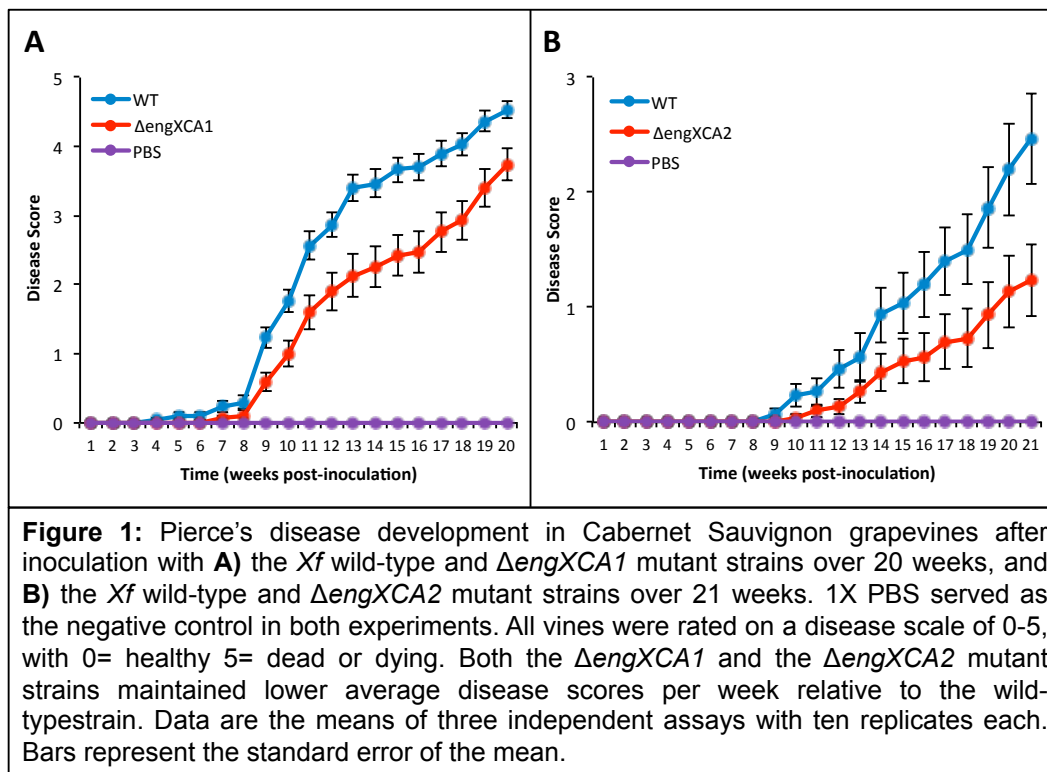 A
5
4
3
2
1
0
Disease Score
WT
ΔengXCA1
PBS
1 2 3 4 5 6 7 8 9 10 11 12 13 14 15 16 17 18 19 20
Time (weeks post-inoculation)
B
3
2
1
0
Disease Score
WT
ΔengXCA2
PBS
1 2 3 4 5 6 7 8 9 10 11 12 13 14 15 16 17 18 19 20 21
Time (weeks post-inoculation)
Figure 1: Pierce’s disease development in Cabernet Sauvignon grapevines after
inoculation with A) the Xf wild-type and ΔengXCA1 mutant strains over 20 weeks, and
B) the Xf wild-type and ΔengXCA2 mutant strains over 21 weeks. 1X PBS served as
the negative control in both experiments. All vines were rated on a disease scale of 0-5,
with 0= healthy 5= dead or dying. Both the ΔengXCA1 and the ΔengXCA2 mutant
strains maintained lower average disease scores per week relative to the wild-
typestrain. Data are the means of three independent assays with ten replicates each.
Bars represent the standard error of the mean.